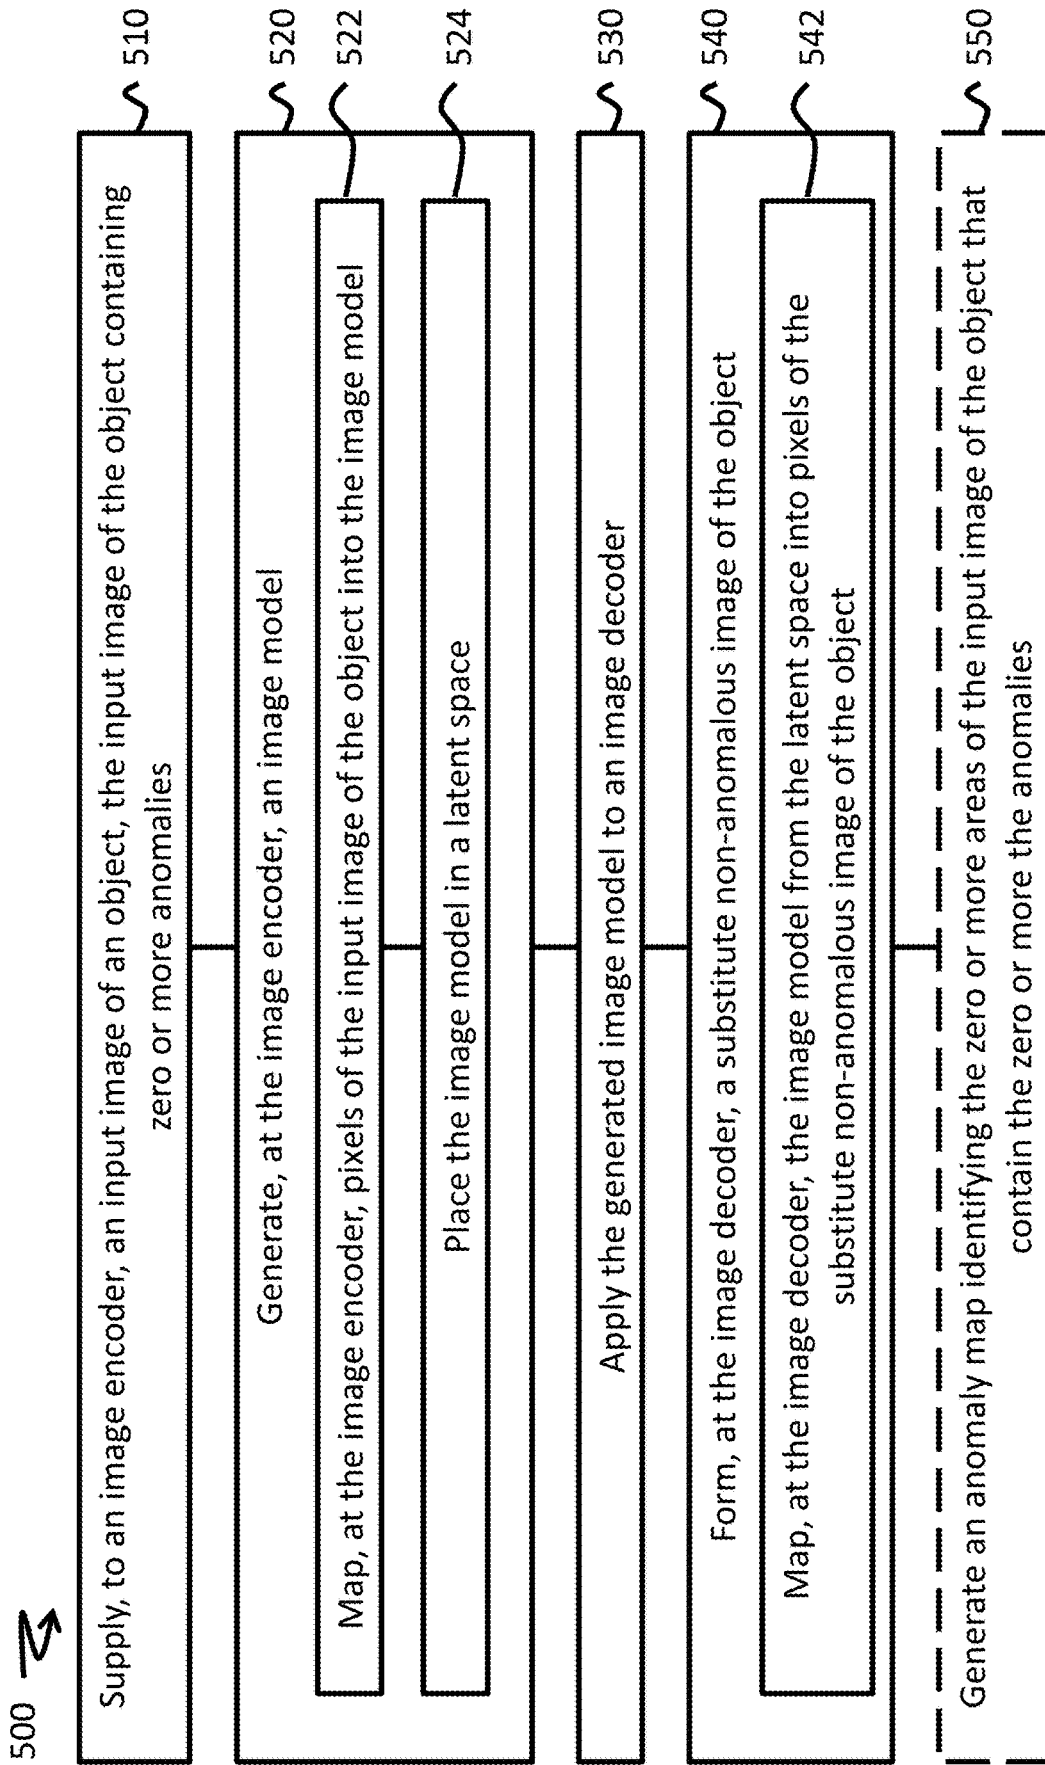 500
Supply, to an image encoder, an input image of an object, the input image of the object containing
zero or more anomalies
510
Generate, at the image encoder, an image model
520
Map, at the image encoder, pixels of the input image of the object into the image model
522
Place the image model in a latent space
524
Apply the generated image model to an image decoder
530
Form, at the image decoder, a substitute non-anomalous image of the object
540
Map, at the image decoder, the image model from the latent space into pixels of the
substitute non-anomalous image of the object
542
Generate an anomaly map identifying the zero or more areas of the input image of the object that
contain the zero or more the anomalies
550